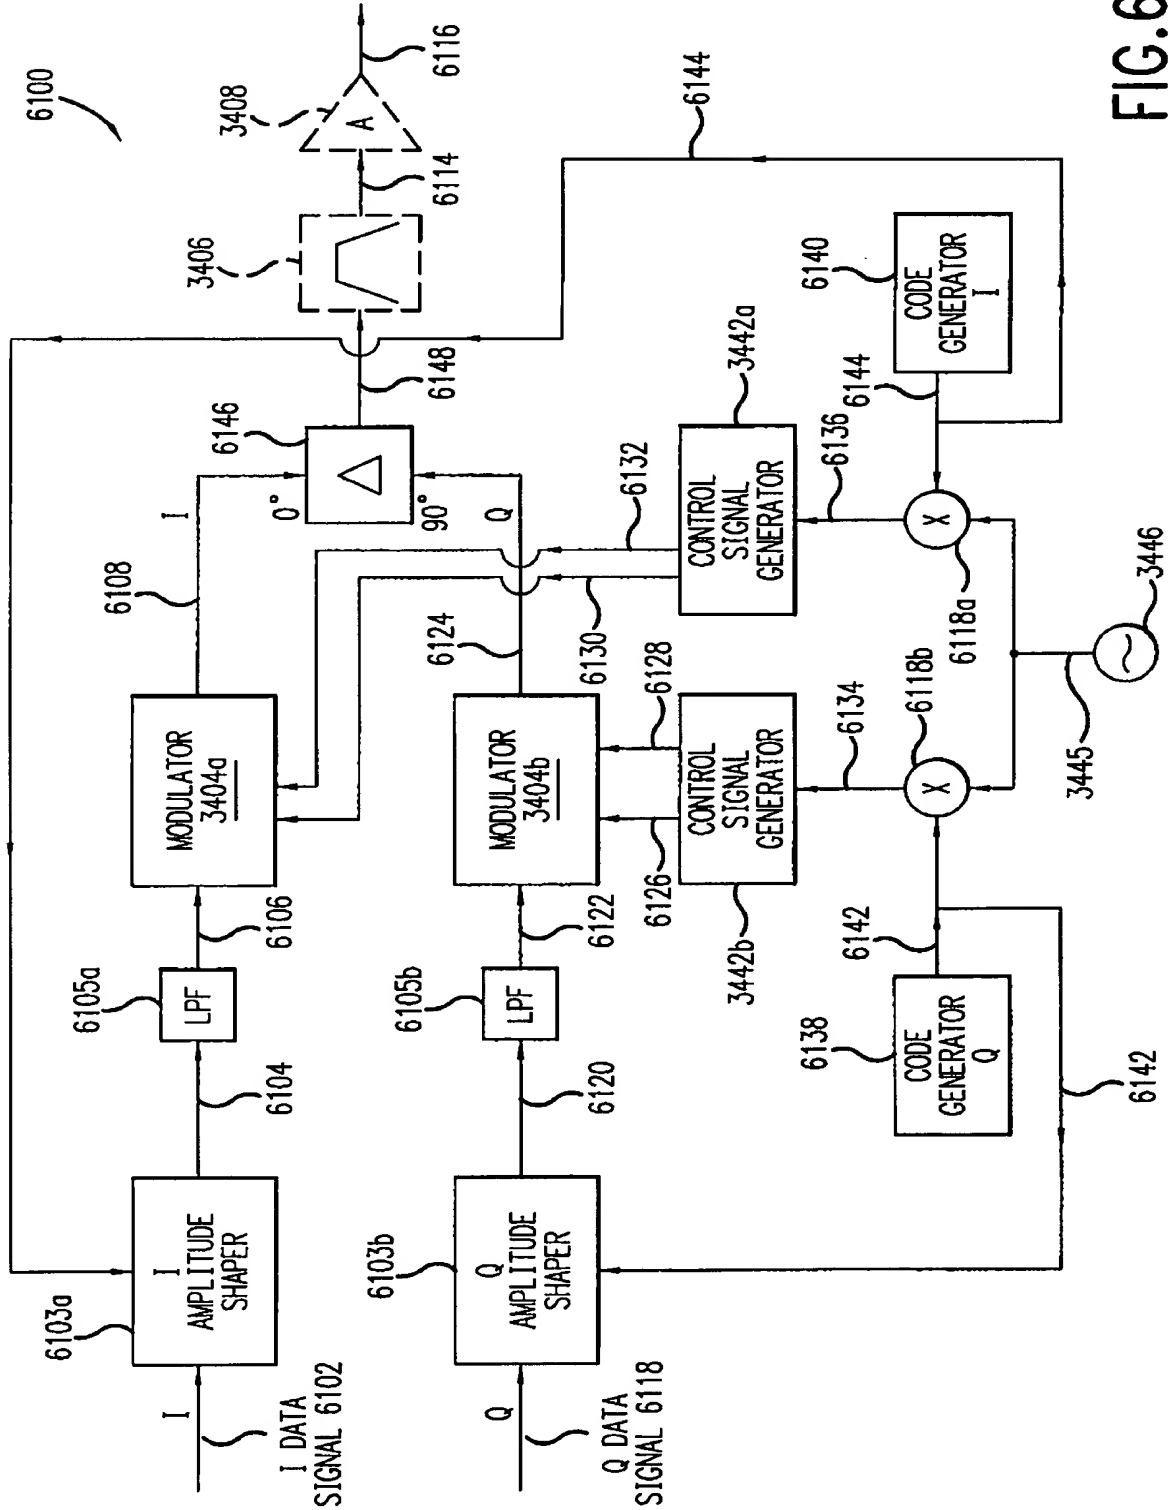 6100
3408
A
6116
6114
3406
6144
6148
6146
0°
90°
I
Q
6108
6124
MODULATOR
3404a
MODULATOR
3404b
6106
6122
6105a
LPF
6105b
LPF
6104
6120
6103a
I
AMPLITUDE
SHAPER
6103b
Q
AMPLITUDE
SHAPER
I
I DATA
SIGNAL 6102
Q
Q DATA
SIGNAL 6118
6132
6130
6128
6126
3442a
CONTROL
SIGNAL
GENERATOR
3442b
CONTROL
SIGNAL
GENERATOR
6136
6134
6118a
X
6118b
X
6140
CODE
GENERATOR
I
6144
6138
CODE
GENERATOR
Q
6142
6142
3445
3446
FIG.6